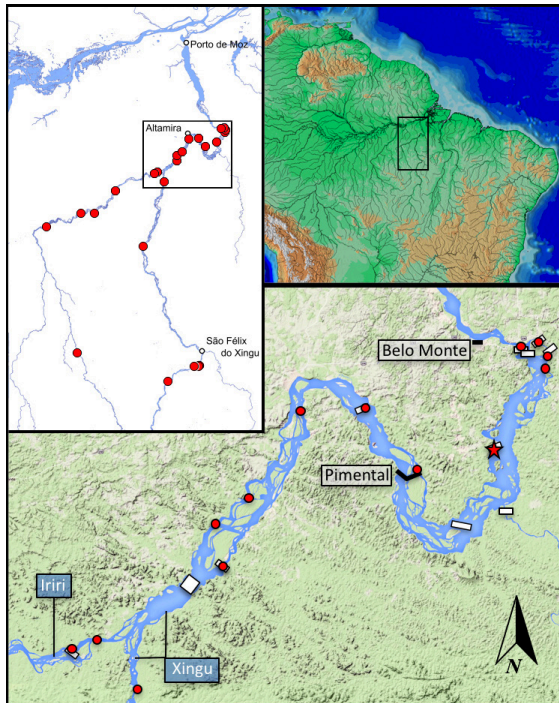 Porto de Moz
Altamira
São Félix
do Xingu
Belo Monte
Pimental
Iriri
Xingu
N